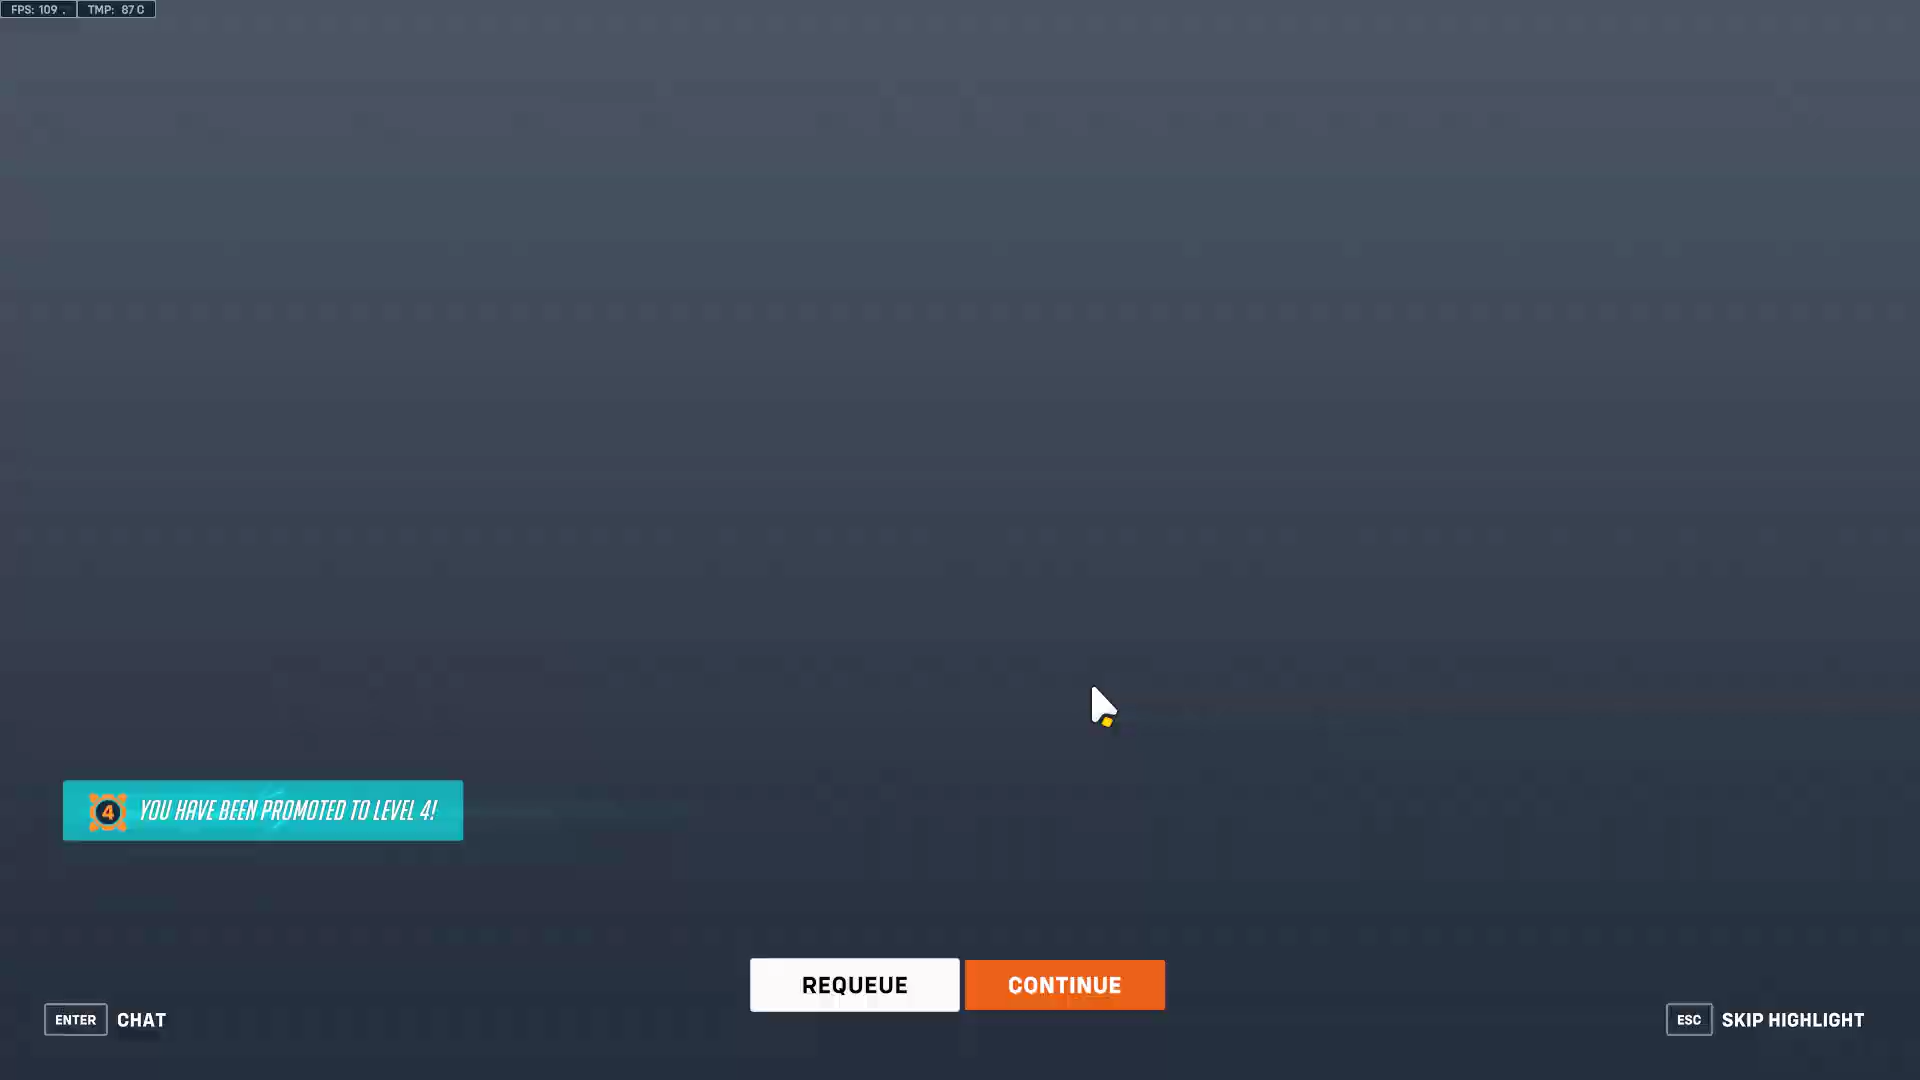 FPS: 109 . TMP: 87 C
4 YOU HAVE BEEN PROMOTED TO LEVEL 4!
REQUEUE CONTINUE
ENTER CHAT
ESC SKIP HIGHLIGHT